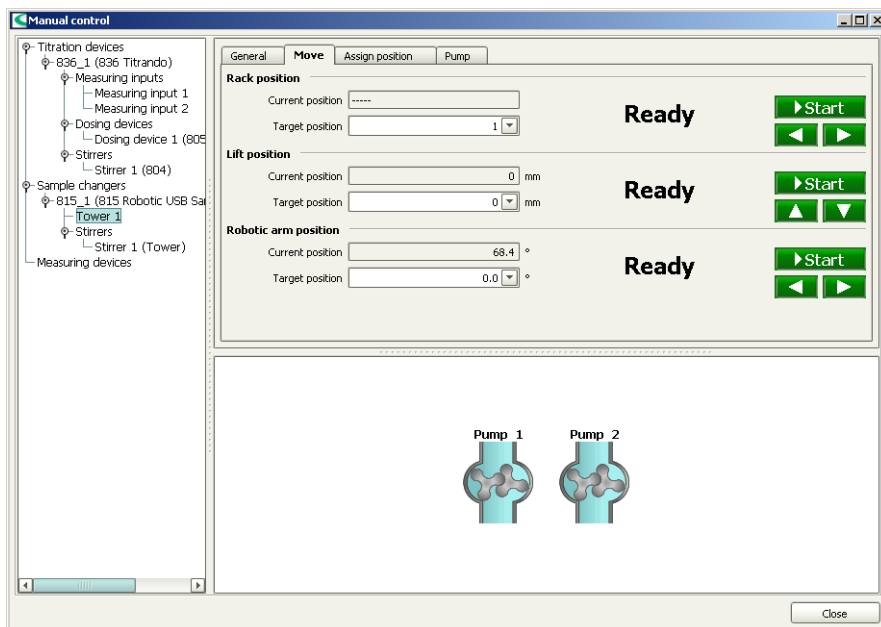 Manual control
Titration devices
836_1 (836 Titrando)
Measuring inputs
Measuring input 1
Measuring input 2
Dosing devices
Dosing device 1 (805
Stirrers
Stirrer 1 (804)
Sample changers
815_1 (815 Robotic USB Sa
Tower 1
Stirrers
Stirrer 1 (Tower)
Measuring devices
General Move Assign position Pump
Rack position
Current position -----
Target position 1
Ready
Start
Lift position
Current position 0 mm
Target position 0 mm
Ready
Start
Robotic arm position
Current position 68.4 °
Target position 0.0 °
Ready
Start
Pump 1 Pump 2
Close